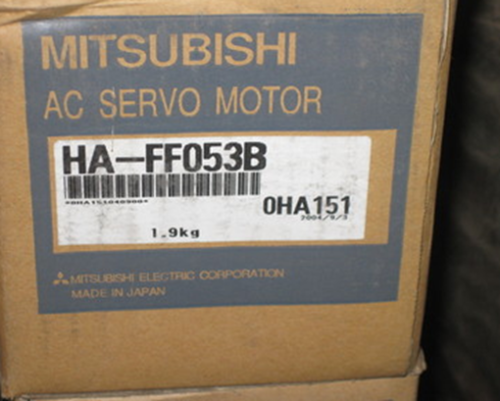 MITSUBISHI
AC SERVO MOTOR
HA-FF053B
0HA151
1.9kg
MITSUBISHI ELECTRIC CORPORATION
MADE IN JAPAN